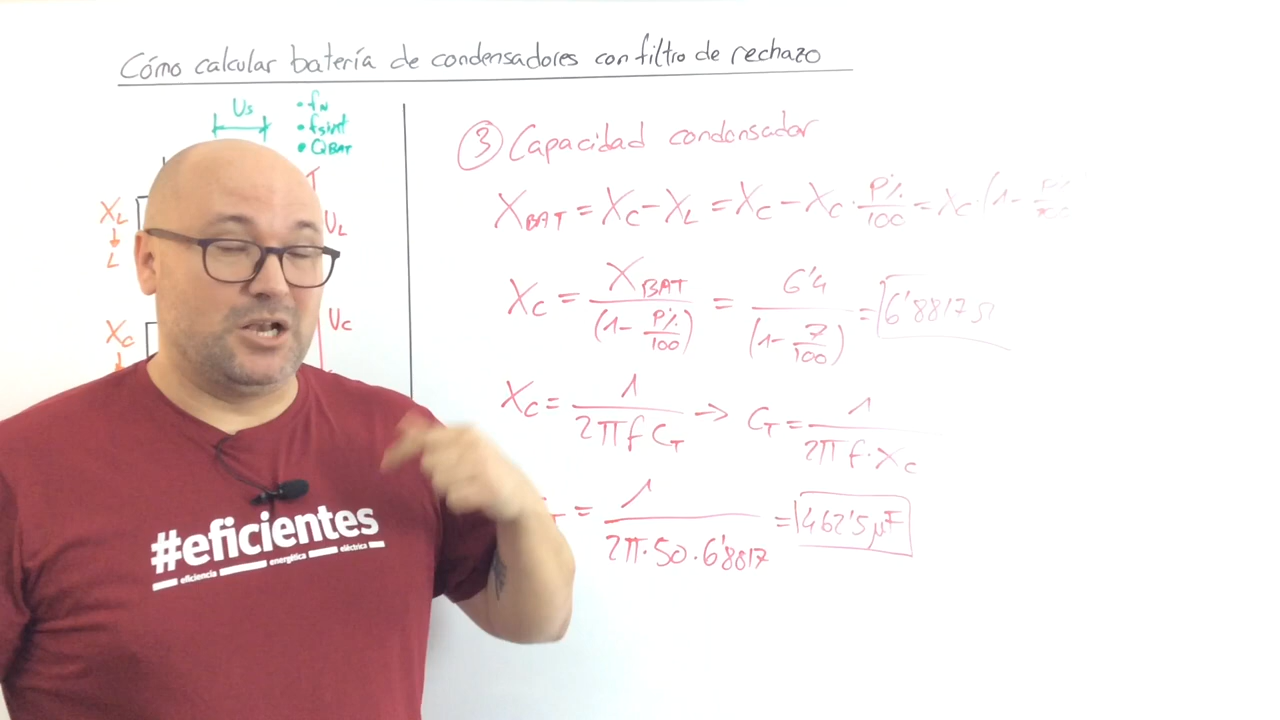 Cómo calcular batería de condensadores con filtro de rechazo
Us
• fN
• fsint
• QBAT
XL
L
UL
XC
UC
③ Capacidad condensador
XBAT = XC - XL = XC - XC · P%/100 = XC · (1 - P%/100
XC = XBAT/(1 - P%/100) = 6'4/(1 - 7/100) = 6'8817 Ω
XC = 1/2πf CT → CT = 1/2π f · XC
= 1/2π·50·6'8817 = 462'5 μF
#eficientes
eficiencia energética eléctrica